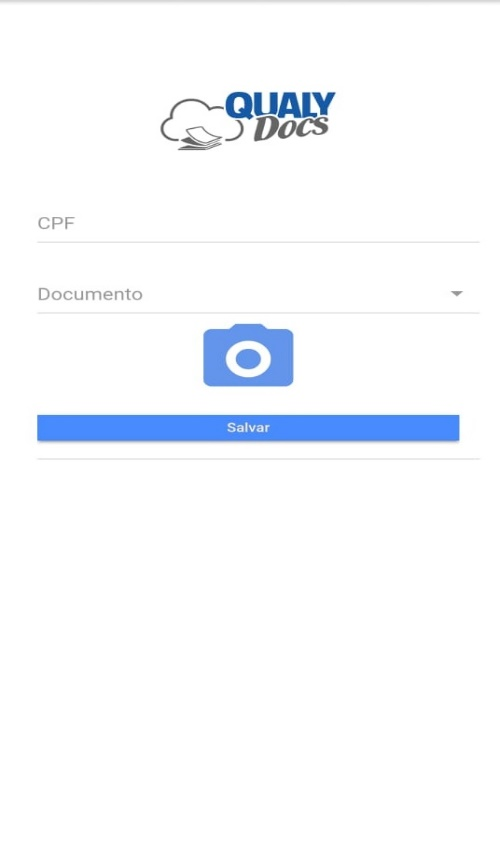 QUALY
Docs
CPF
Documento
Salvar